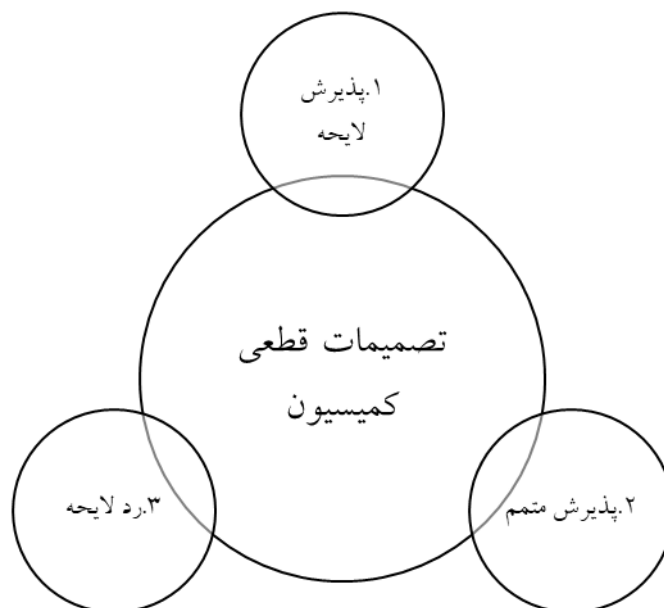 ۱.پذیرش
لایحه
تصمیمات قطعی
کمیسیون
۲.پذیرش متمم
۳.رد لایحه